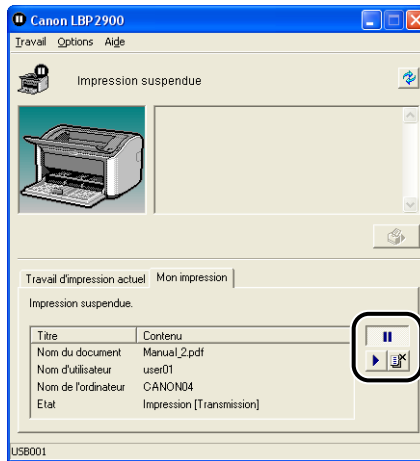 Canon LBP2900
Travail Options Aide
Impression suspendue
Travail d'impression actuel Mon impression
Impression suspendue.
Titre Contenu
Nom du document Manual_2.pdf
Nom d'utilisateur user01
Nom de l'ordinateur CANON04
Etat Impression [Transmission]
USB001